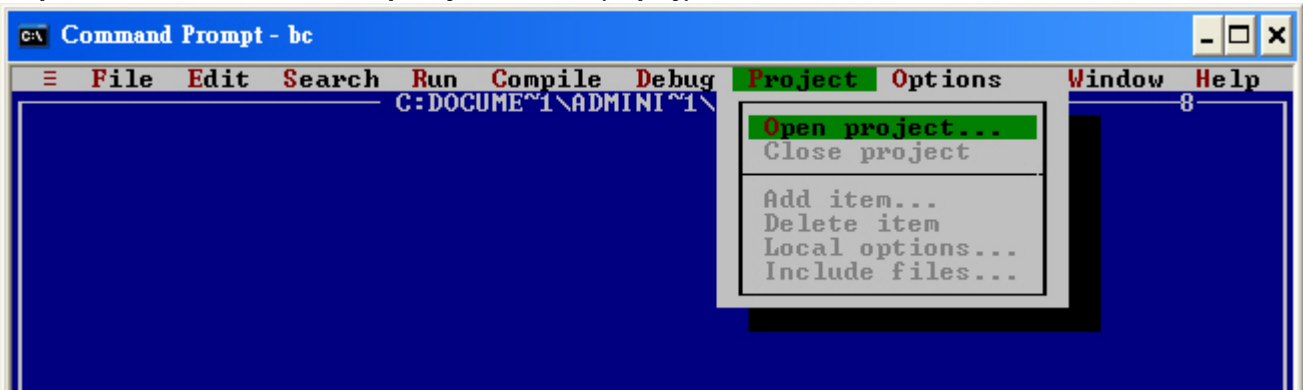 C:\ Command Prompt - bc
≡ File Edit Search Run Compile Debug Project Options Window Help
C:DOCUME~1\ADMINI~1\ 8
Open project...
Close project
Add item...
Delete item
Local options...
Include files...